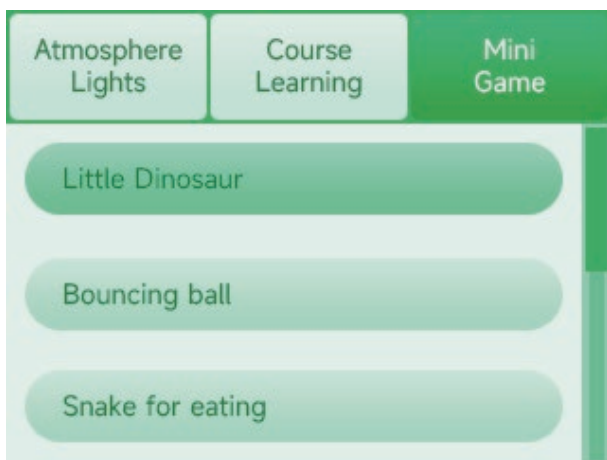 Atmosphere
Lights
Course
Learning
Mini
Game
Little Dinosaur
Bouncing ball
Snake for eating